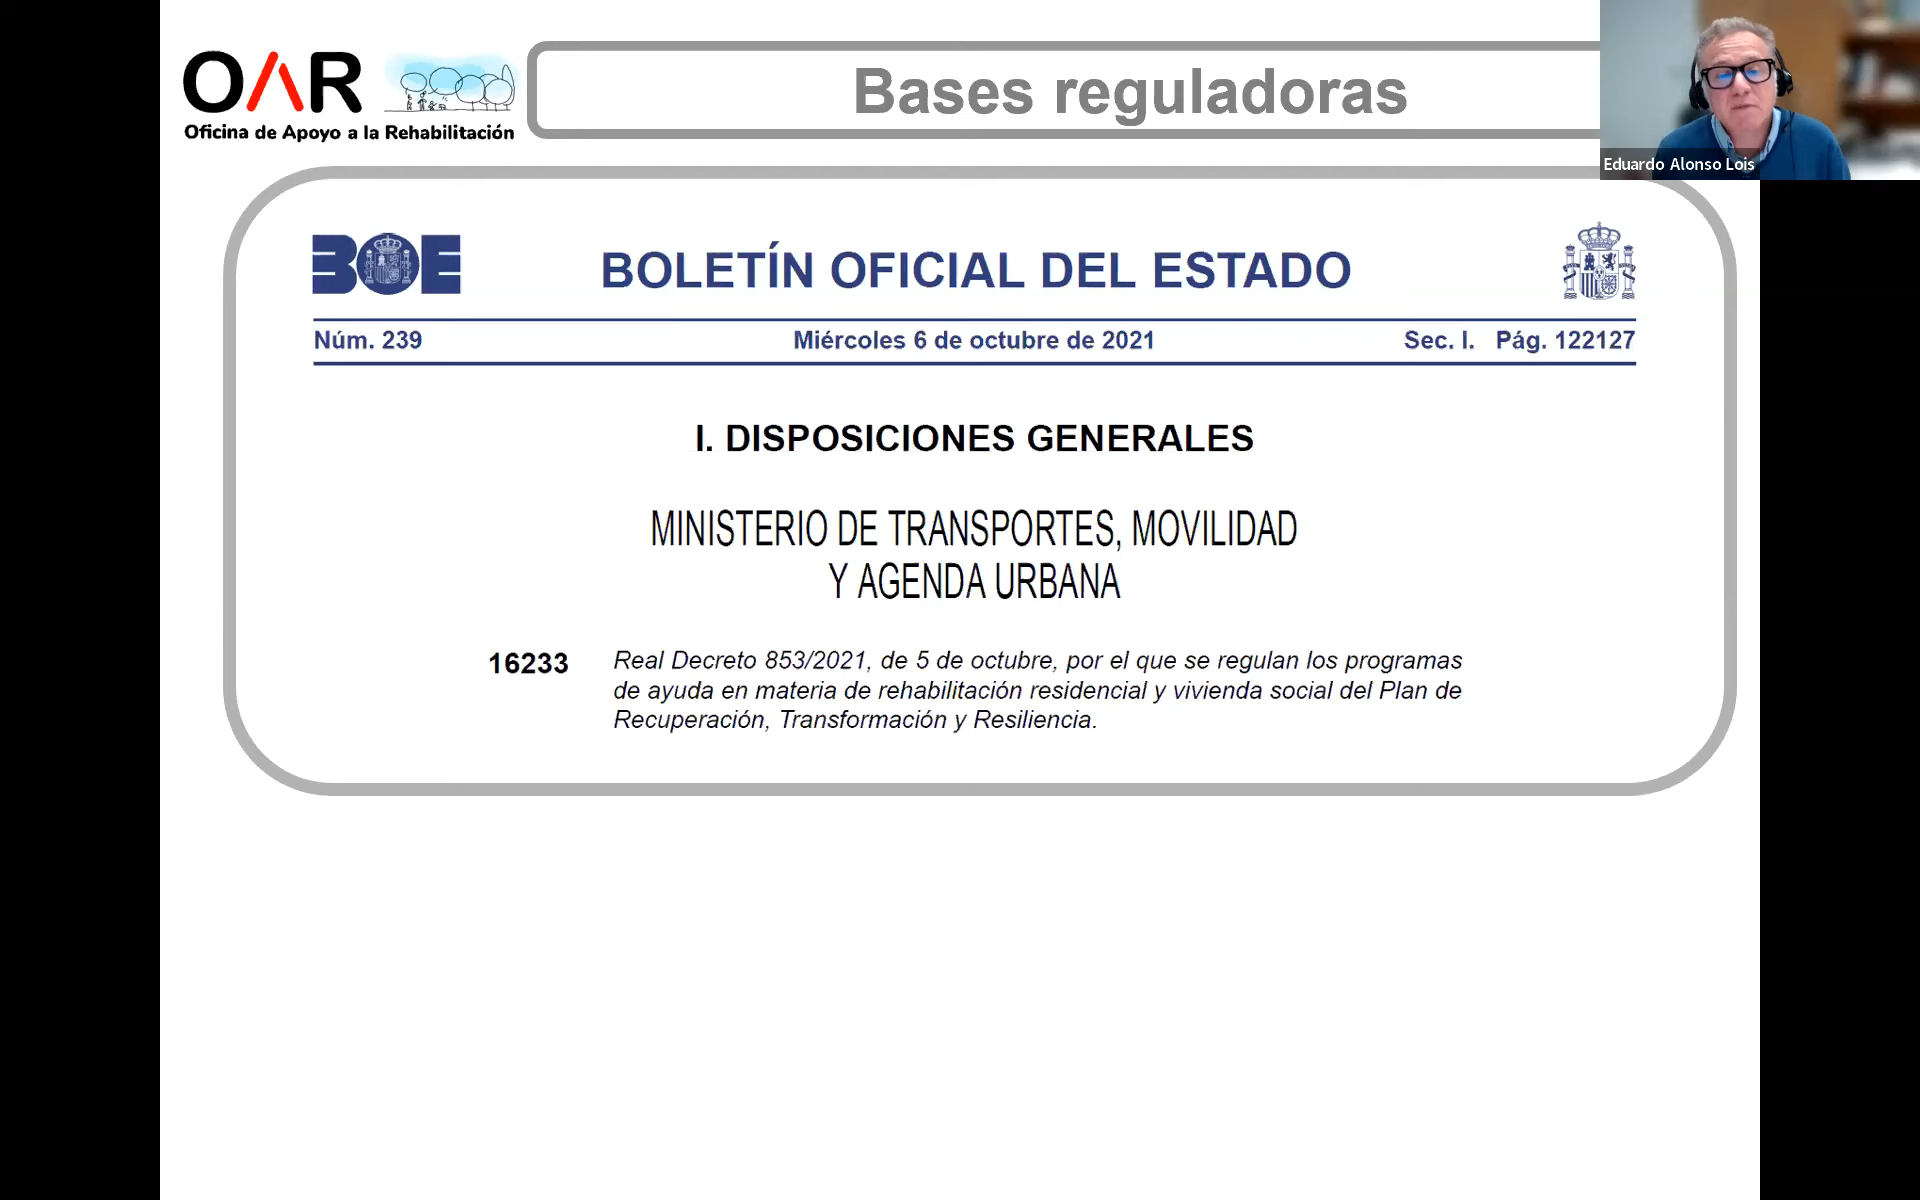 OAR
Oficina de Apoyo a la Rehabilitación
Bases reguladoras
Eduardo Alonso Lois
BOE
BOLETÍN OFICIAL DEL ESTADO
Núm. 239
Miércoles 6 de octubre de 2021
Sec. I. Pág. 122127
I. DISPOSICIONES GENERALES
MINISTERIO DE TRANSPORTES, MOVILIDAD
Y AGENDA URBANA
16233
Real Decreto 853/2021, de 5 de octubre, por el que se regulan los programas
de ayuda en materia de rehabilitación residencial y vivienda social del Plan de
Recuperación, Transformación y Resiliencia.